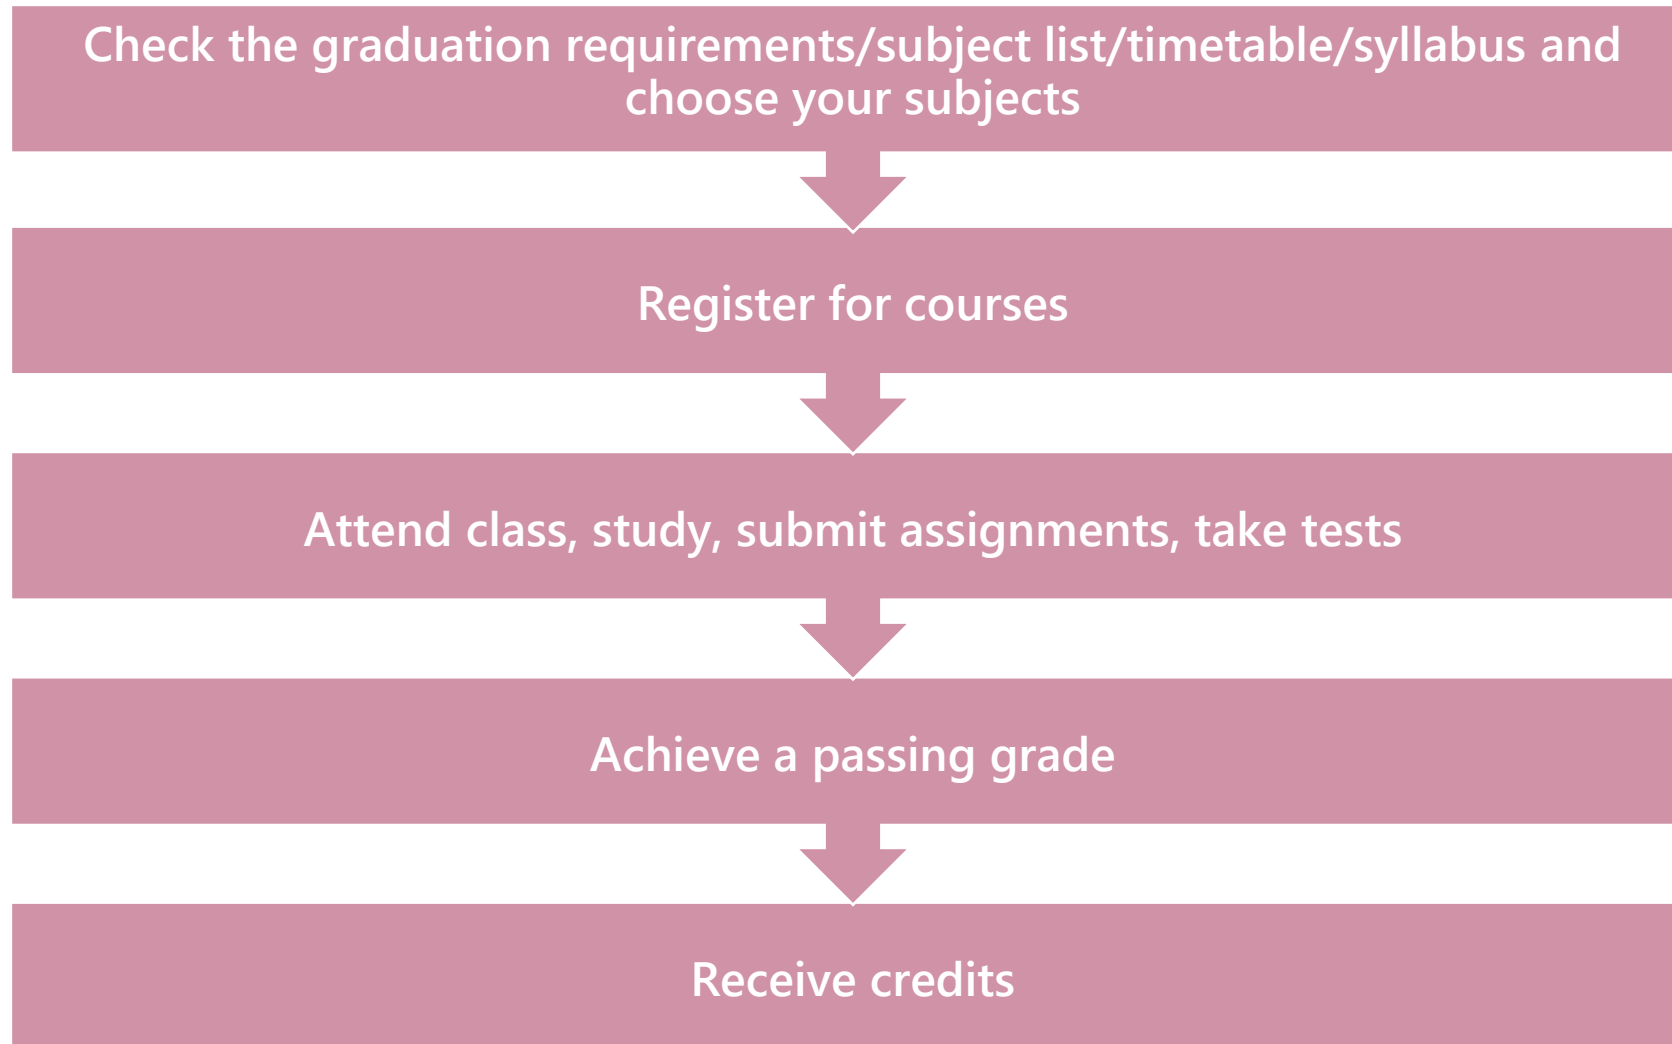 Check the graduation requirements/subject list/timetable/syllabus and
choose your subjects
Register for courses
Attend class, study, submit assignments, take tests
Achieve a passing grade
Receive credits